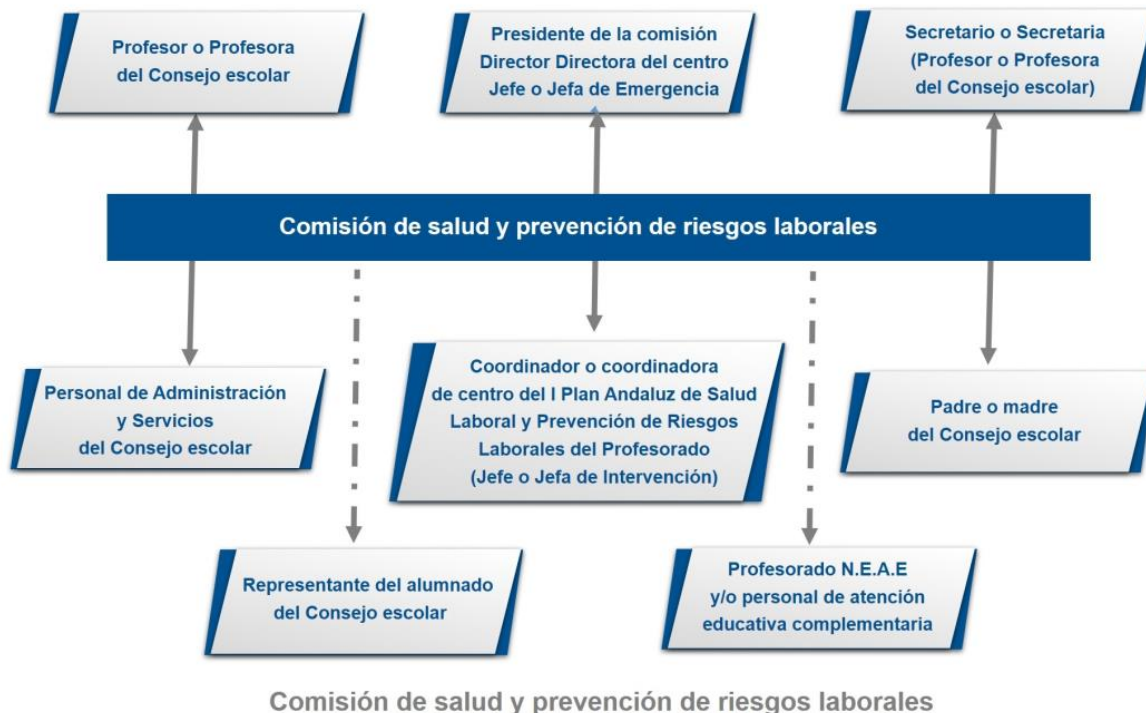 Profesor o Profesora
del Consejo escolar
Presidente de la comisión
Director Directora del centro
Jefe o Jefa de Emergencia
Secretario o Secretaria
(Profesor o Profesora
del Consejo escolar)
Comisión de salud y prevención de riesgos laborales
Personal de Administración
y Servicios
del Consejo escolar
Coordinador o coordinadora
de centro del I Plan Andaluz de Salud
Laboral y Prevención de Riesgos
Laborales del Profesorado
(Jefe o Jefa de Intervención)
Padre o madre
del Consejo escolar
Representante del alumnado
del Consejo escolar
Profesorado N.E.A.E
y/o personal de atención
educativa complementaria
Comisión de salud y prevención de riesgos laborales